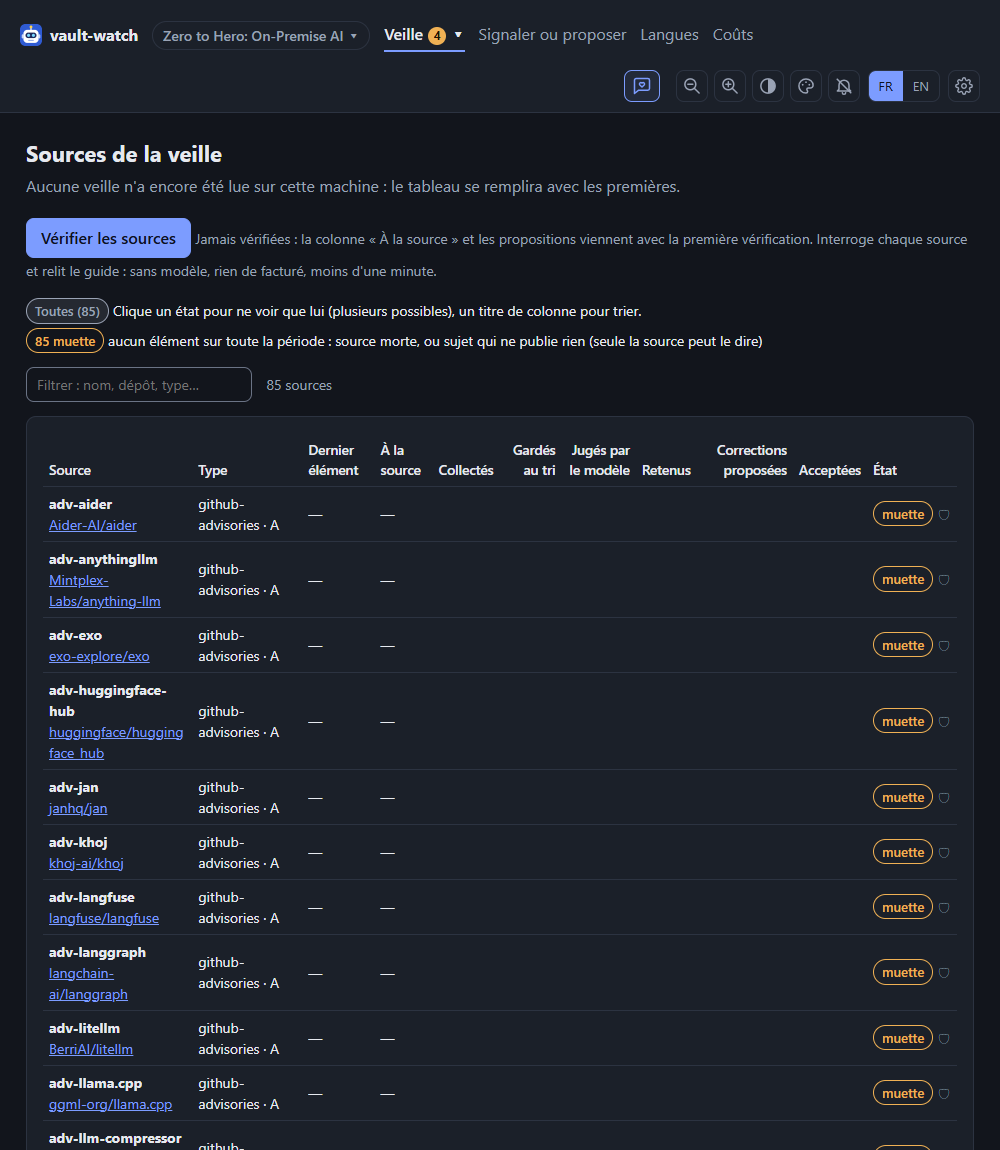 vault-watch
Zero to Hero: On-Premise AI
Veille 4
Signaler ou proposer
Langues
Coûts
FR
EN
Sources de la veille
Aucune veille n'a encore été lue sur cette machine : le tableau se remplira avec les premières.
Vérifier les sources
Jamais vérifiées : la colonne « À la source » et les propositions viennent avec la première vérification. Interroge chaque source
et relit le guide : sans modèle, rien de facturé, moins d'une minute.
Toutes (85) Clique un état pour ne voir que lui (plusieurs possibles), un titre de colonne pour trier.
85 muette aucun élément sur toute la période : source morte, ou sujet qui ne publie rien (seule la source peut le dire)
Filtrer : nom, dépôt, type...
85 sources
Source
Type
Dernier
élément
À la
source
Collectés
Gardés
au tri
Jugés par
le modèle
Retenus
Corrections
proposées
Acceptées
État
adv-aider
Aider-AI/aider
github-
advisories · A
—
—
muette
adv-anythingllm
Mintplex-
Labs/anything-llm
github-
advisories · A
—
—
muette
adv-exo
exo-explore/exo
github-
advisories · A
—
—
muette
adv-huggingface-
hub
huggingface/hugging
face_hub
github-
advisories · A
—
—
muette
adv-jan
janhq/jan
github-
advisories · A
—
—
muette
adv-khoj
khoj-ai/khoj
github-
advisories · A
—
—
muette
adv-langfuse
langfuse/langfuse
github-
advisories · A
—
—
muette
adv-langgraph
langchain-
ai/langgraph
github-
advisories · A
—
—
muette
adv-litellm
BerriAI/litellm
github-
advisories · A
—
—
muette
adv-llama.cpp
ggml-org/llama.cpp
github-
advisories · A
—
—
muette
adv-llm-compressor
github-